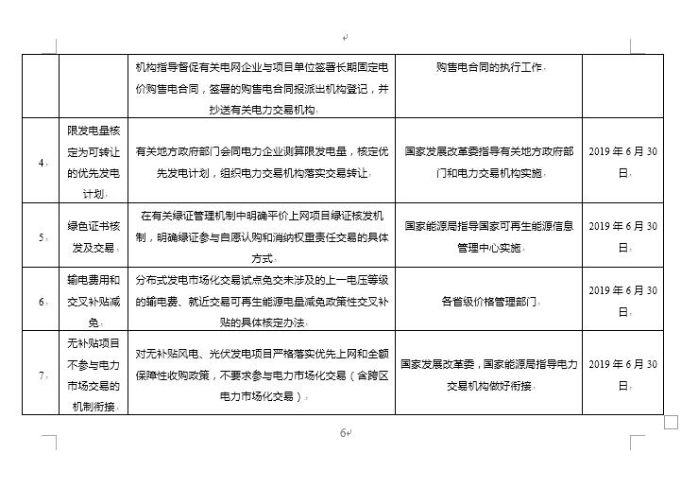 机构指导督促有关电网企业与项目单位签署长期固定电
价购售电合同，签署的购售电合同报派出机构登记，并
抄送有关电力交易机构。
购售电合同的执行工作。
4.
限发电量核
定为可转让
的优先发电
计划.
有关地方政府部门会同电力企业测算限发电量，核定优
先发电计划，组织电力交易机构落实交易转让.
国家发展改革委指导有关地方政府部
门和电力交易机构实施.
2019 年 6 月 30
日.
5.
绿色证书核
发及交易.
在有关绿证管理机制中明确平价上网项目绿证核发机
制，明确绿证参与自愿认购和消纳权重责任交易的具体
方式.
国家能源局指导国家可再生能源信息
管理中心实施.
2019 年 6 月 30
日.
6.
输电费用和
交叉补贴减
免.
分布式发电市场化交易试点免交未涉及的上一电压等级
的输电费、就近交易可再生能源电量减免政策性交叉补
贴的具体核定办法.
各省级价格管理部门.
2019 年 6 月 30
日.
7.
无补贴项目
不参与电力
市场交易的
机制衔接.
对无补贴风电、光伏发电项目严格落实优先上网和全额
保障性收购政策，不要求参与电力市场化交易（含跨区
电力市场化交易）.
国家发展改革委，国家能源局指导电力
交易机构做好衔接.
2019 年 6 月 30
日.
6